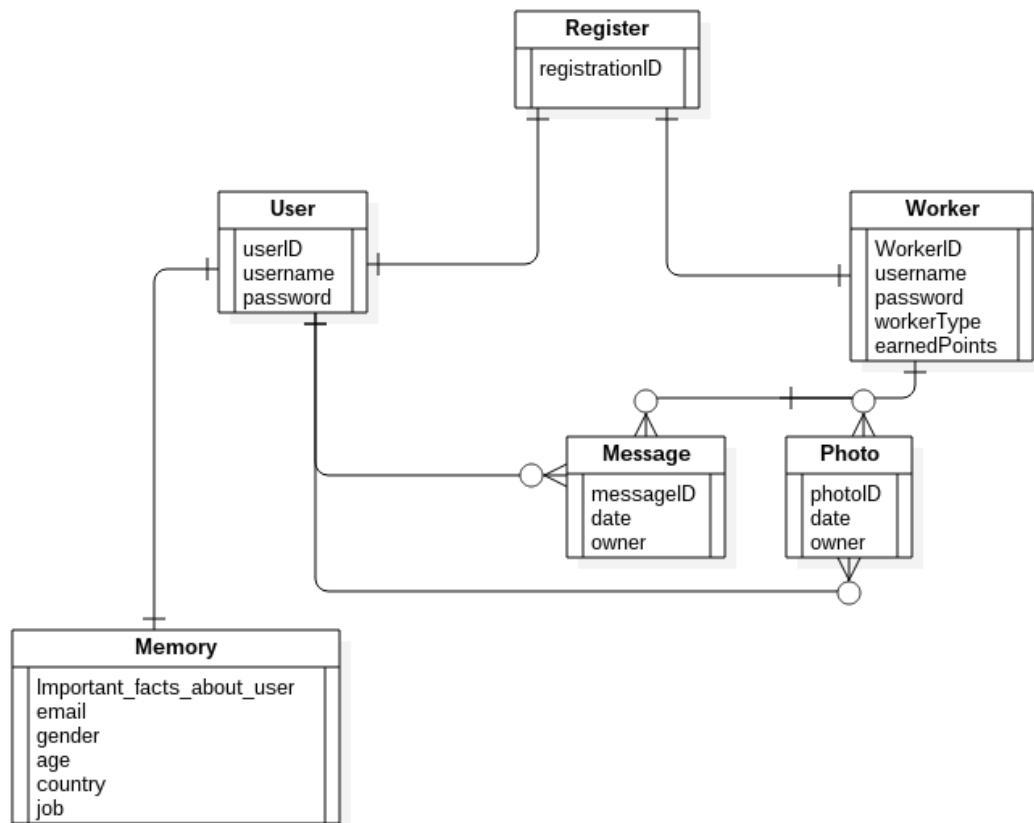 Register
registrationID
User
userID
username
password
Worker
WorkerID
username
password
workerType
earnedPoints
Message
messageID
date
owner
Photo
photoID
date
owner
Memory
Important_facts_about_user
email
gender
age
country
job